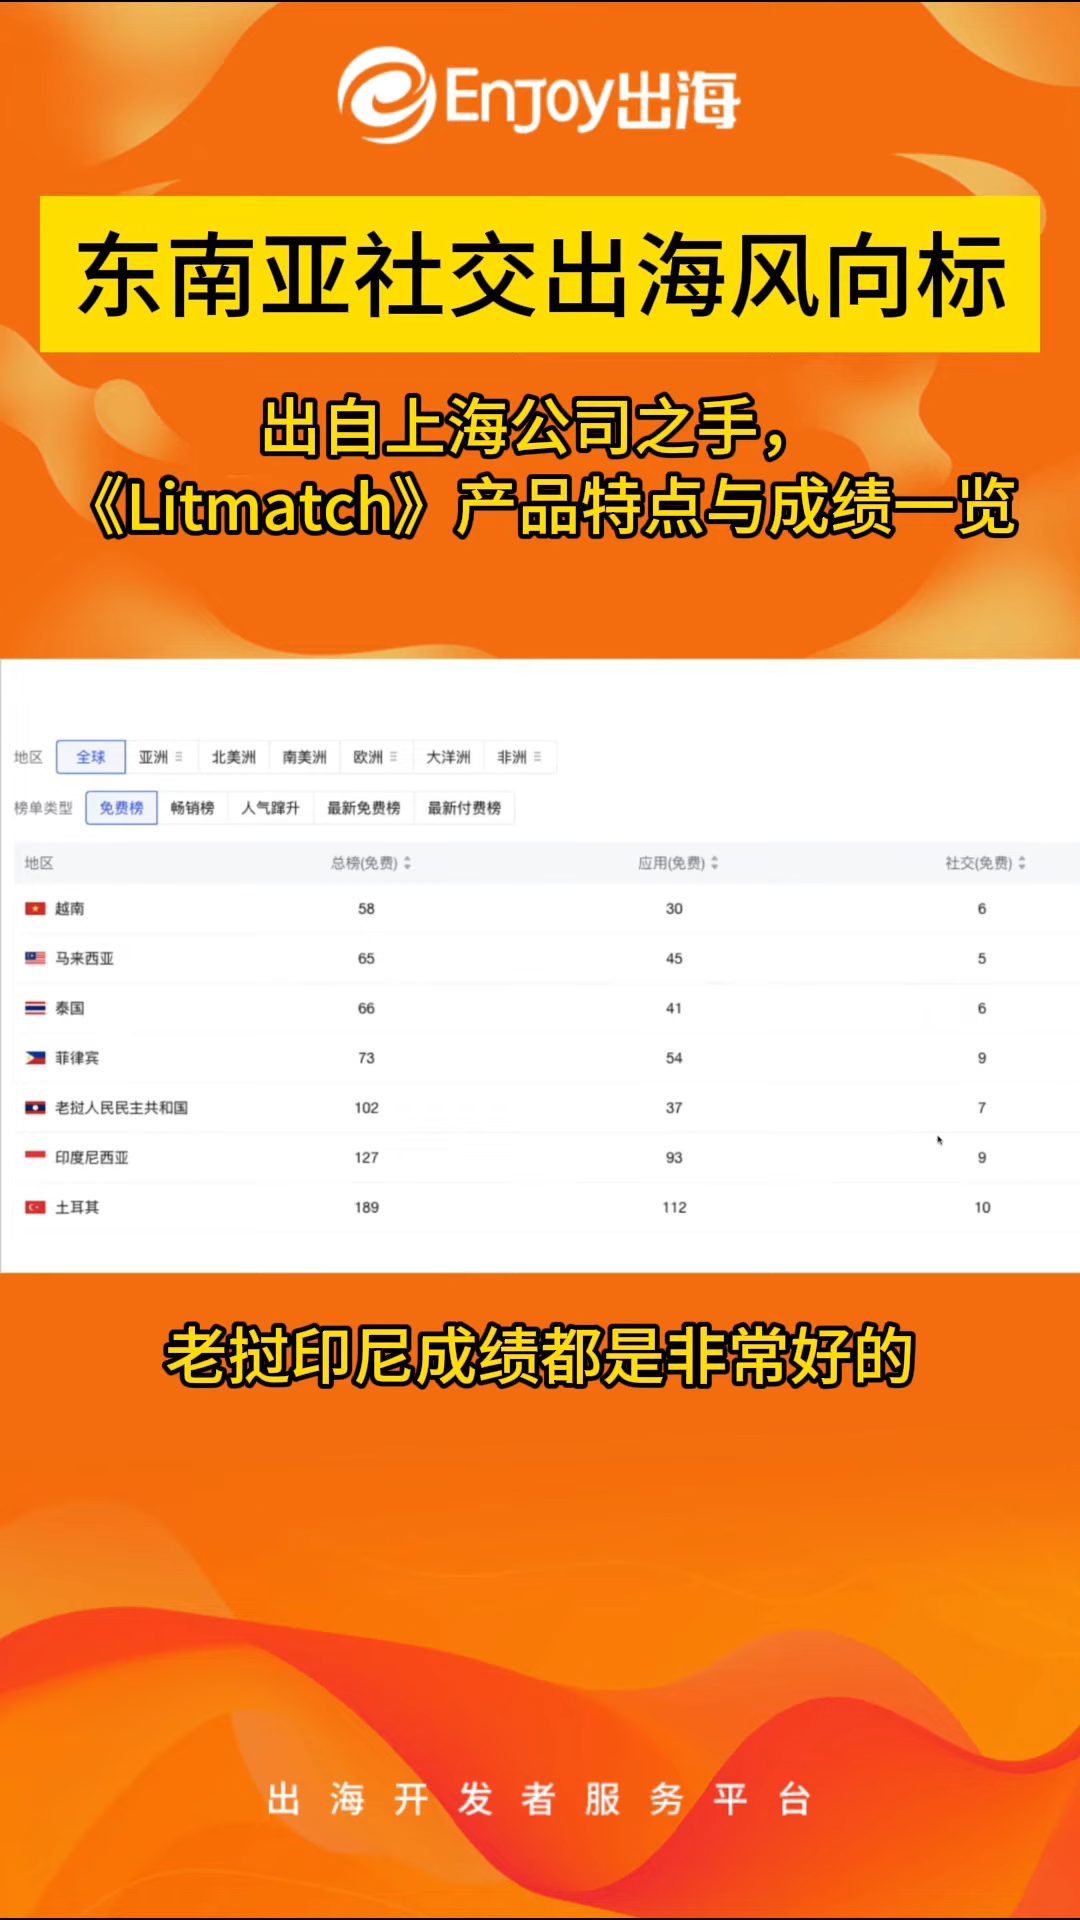 Enjoy出海
东南亚社交出海风向标
出自上海公司之手，
《Litmatch》产品特点与成绩一览
地区 全球 亚洲 北美洲 南美洲 欧洲 大洋洲 非洲
榜单类型 免费榜 畅销榜 人气蹿升 最新免费榜 最新付费榜
地区 总榜(免费) 应用(免费) 社交(免费)
越南 58 30 6
马来西亚 65 45 5
泰国 66 41 6
菲律宾 73 54 9
老挝人民民主共和国 102 37 7
印度尼西亚 127 93 9
土耳其 189 112 10
老挝印尼成绩都是非常好的
出海开发者服务平台